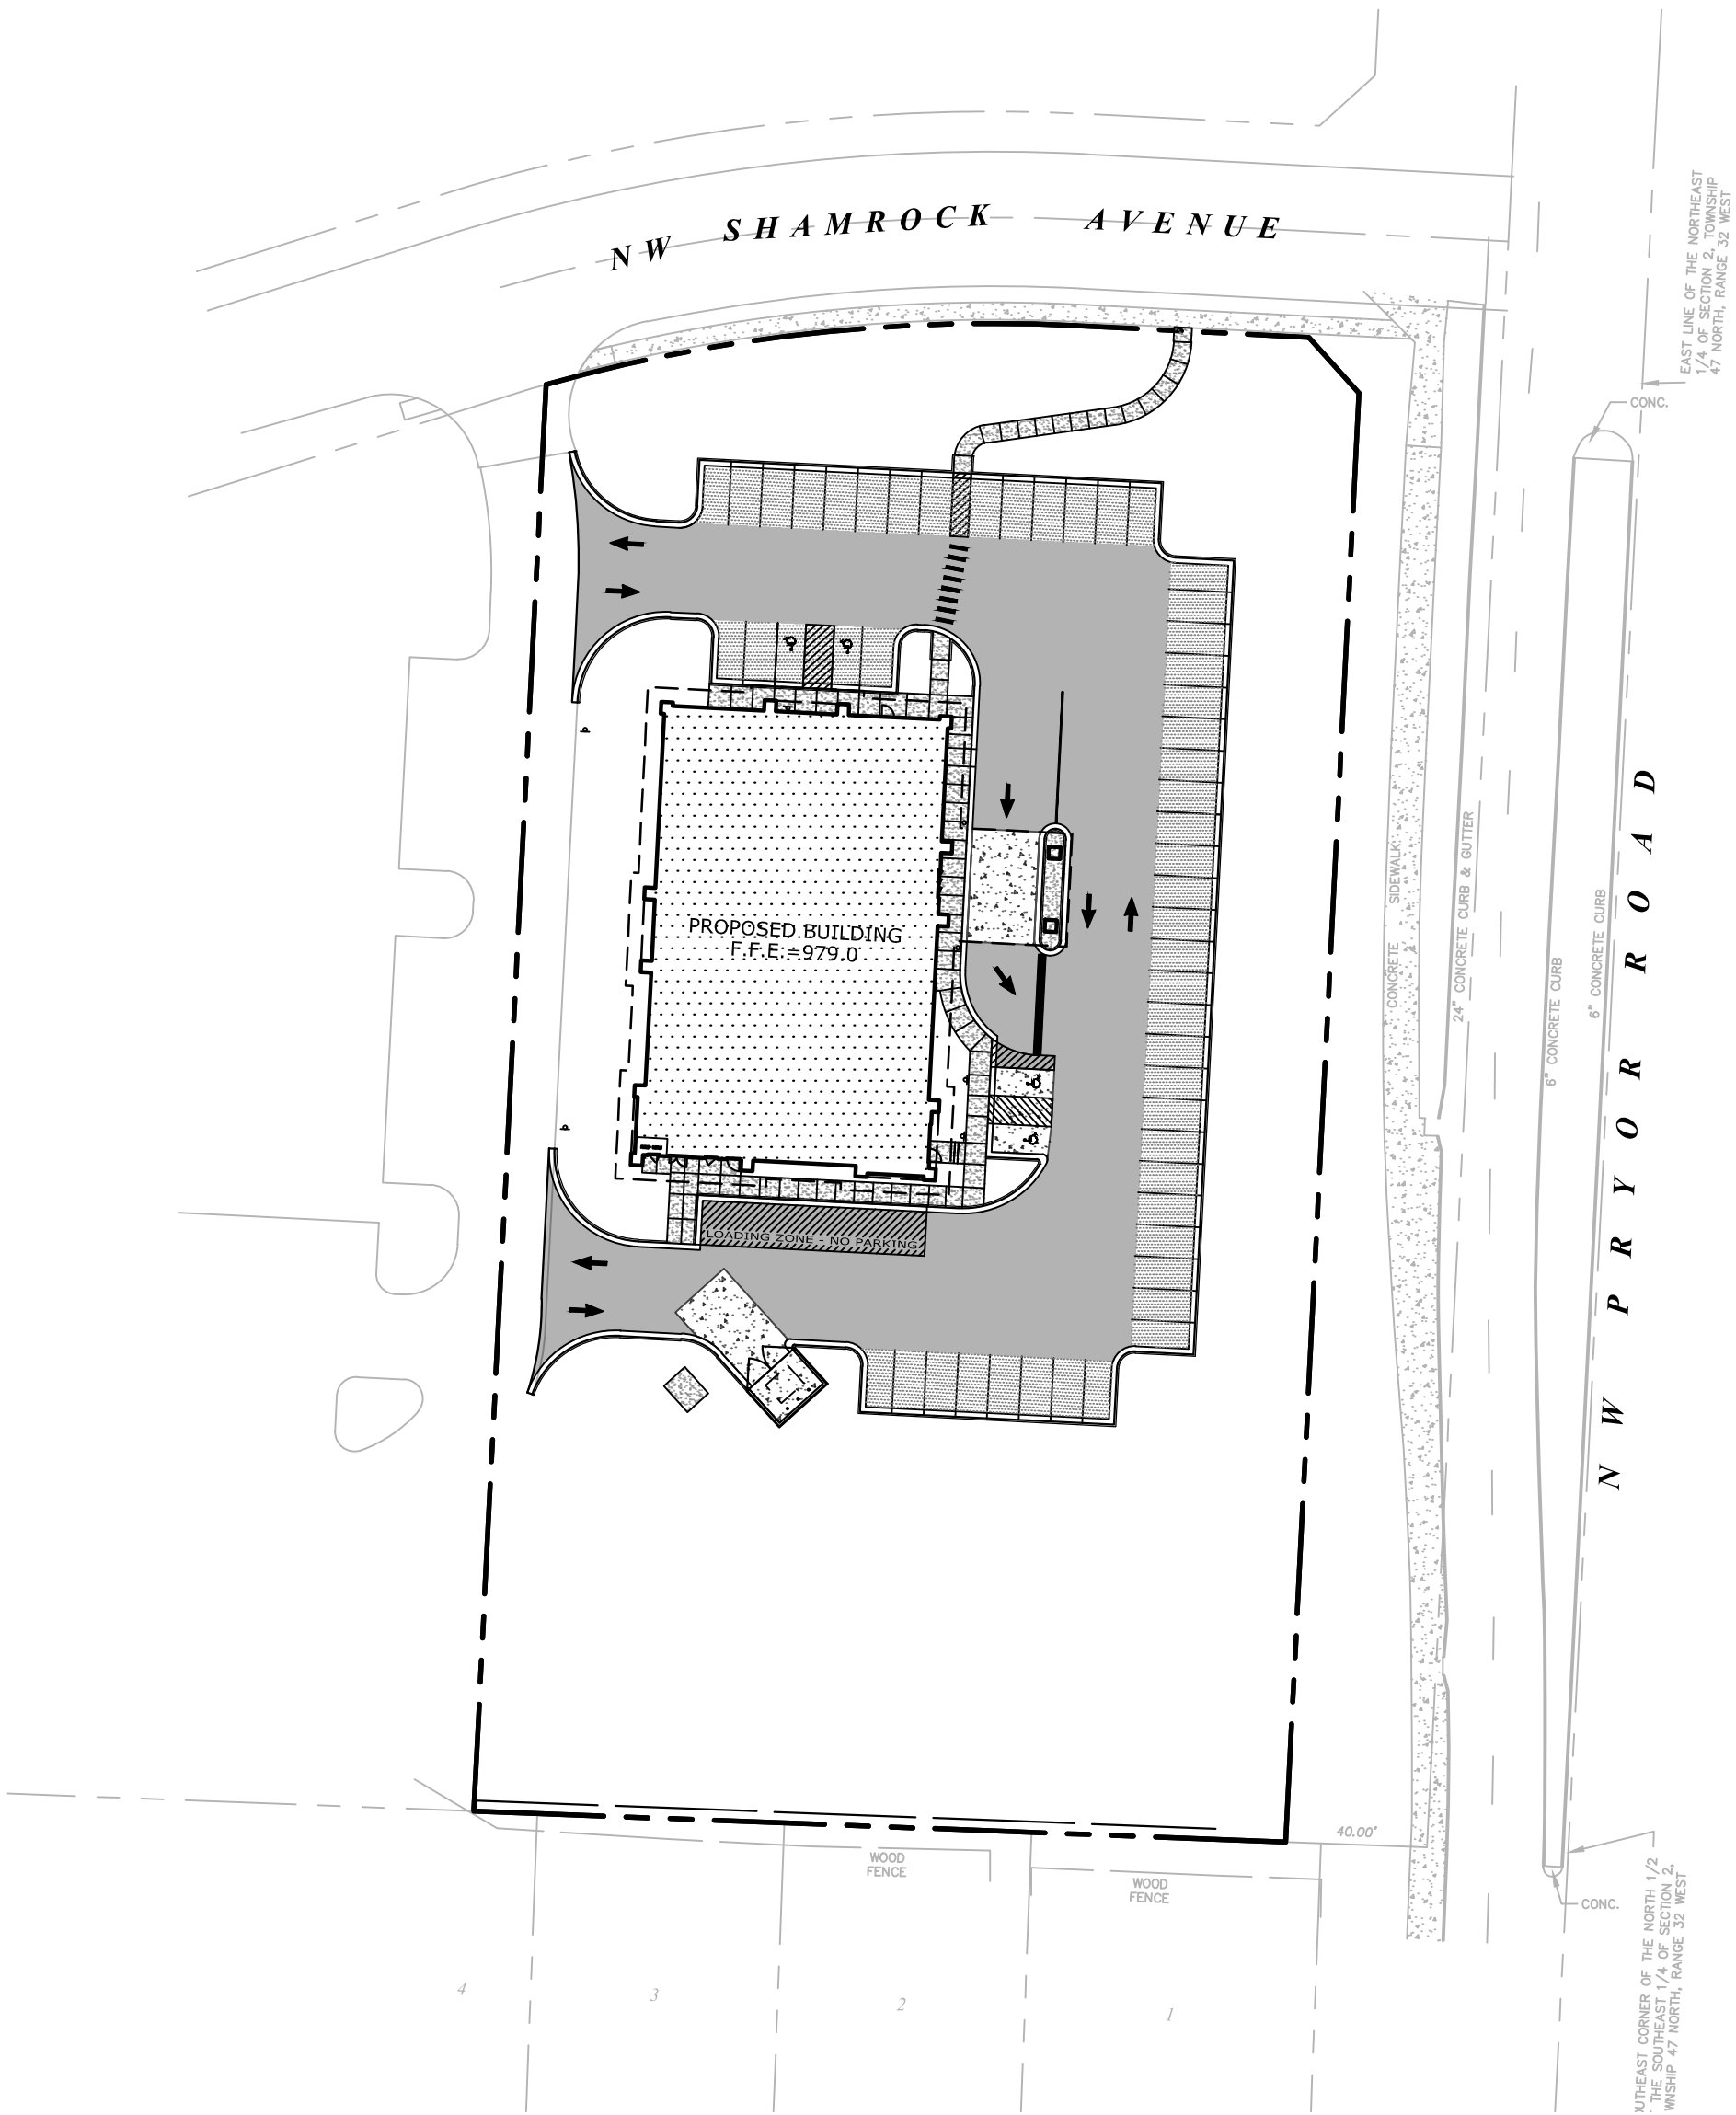 NW SHAMROCK AVENUE
EAST LINE OF THE NORTHEAST
1/4 OF SECTION 2, TOWNSHIP
47 NORTH, RANGE 32 WEST
CONC.
PROPOSED BUILDING
F.F.E.=979.0
CONCRETE SIDEWALK
24" CONCRETE CURB & GUTTER
6" CONCRETE CURB
6" CONCRETE CURB
NW PRYOR ROAD
LOADING ZONE - NO PARKING
40.00'
WOOD
FENCE
WOOD
FENCE
CONC.
4
3
2
1
OUTHEAST CORNER OF THE NORTH 1/2
THE SOUTHEAST 1/4 OF SECTION 2,
WNSHIP 47 NORTH, RANGE 32 WEST